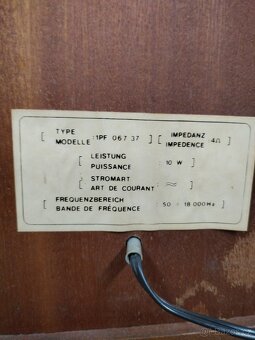 [ TYPE
MODELLE : 1PF 067 37 ] [ IMPEDANZ
IMPEDENCE 4Ω ]
[ LEISTUNG
PUISSANCE : 10 W ]
[ STROMART
ART DE COURANT : ≈ ]
[ FREQUENZBEREICH
BANDE DE FRÉQUENCE : 50 - 18 000 Hz ]